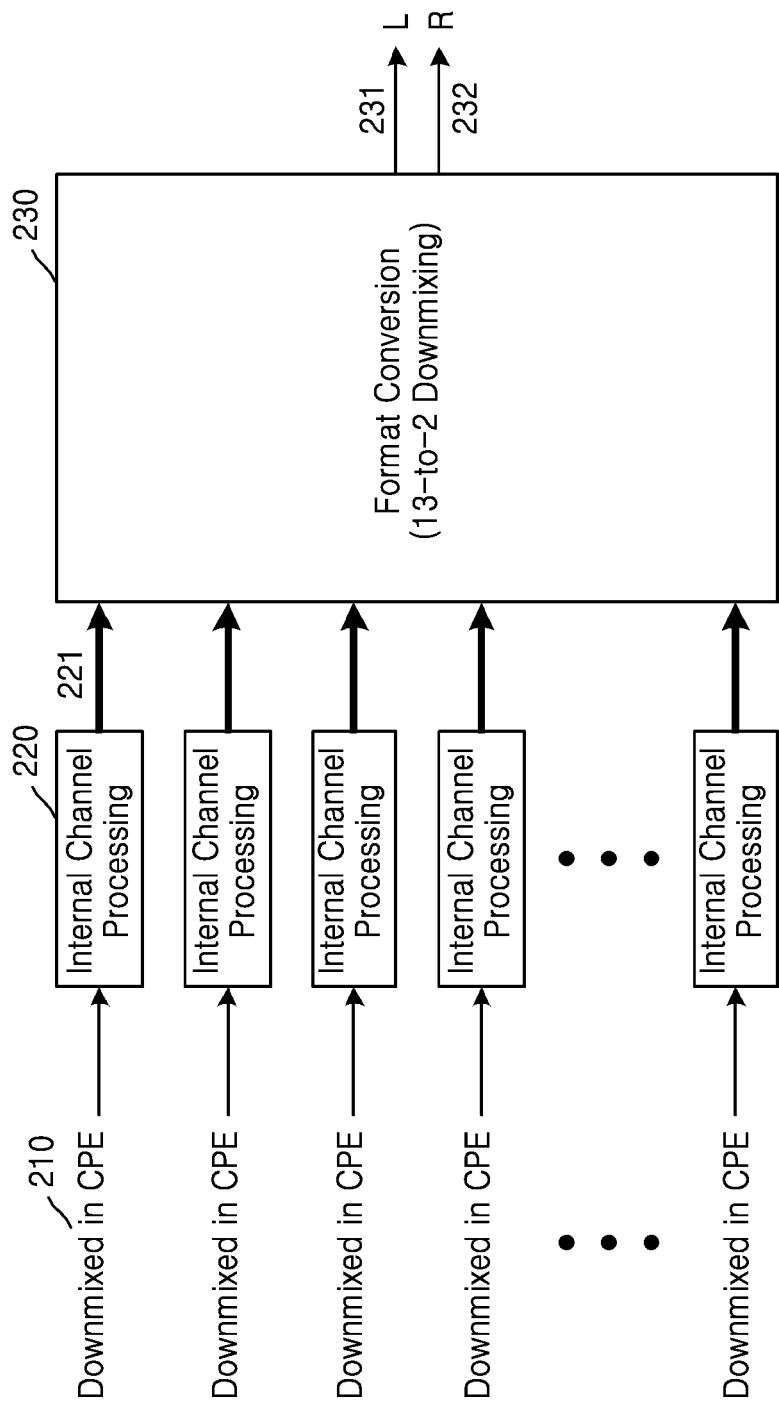 210
Downmixed in CPE
220
Internal Channel
Processing
221
230
Format Conversion
(13-to-2 Downmixing)
231
L
232
R
Downmixed in CPE
Internal Channel
Processing
Downmixed in CPE
Internal Channel
Processing
Downmixed in CPE
Internal Channel
Processing
Downmixed in CPE
Internal Channel
Processing